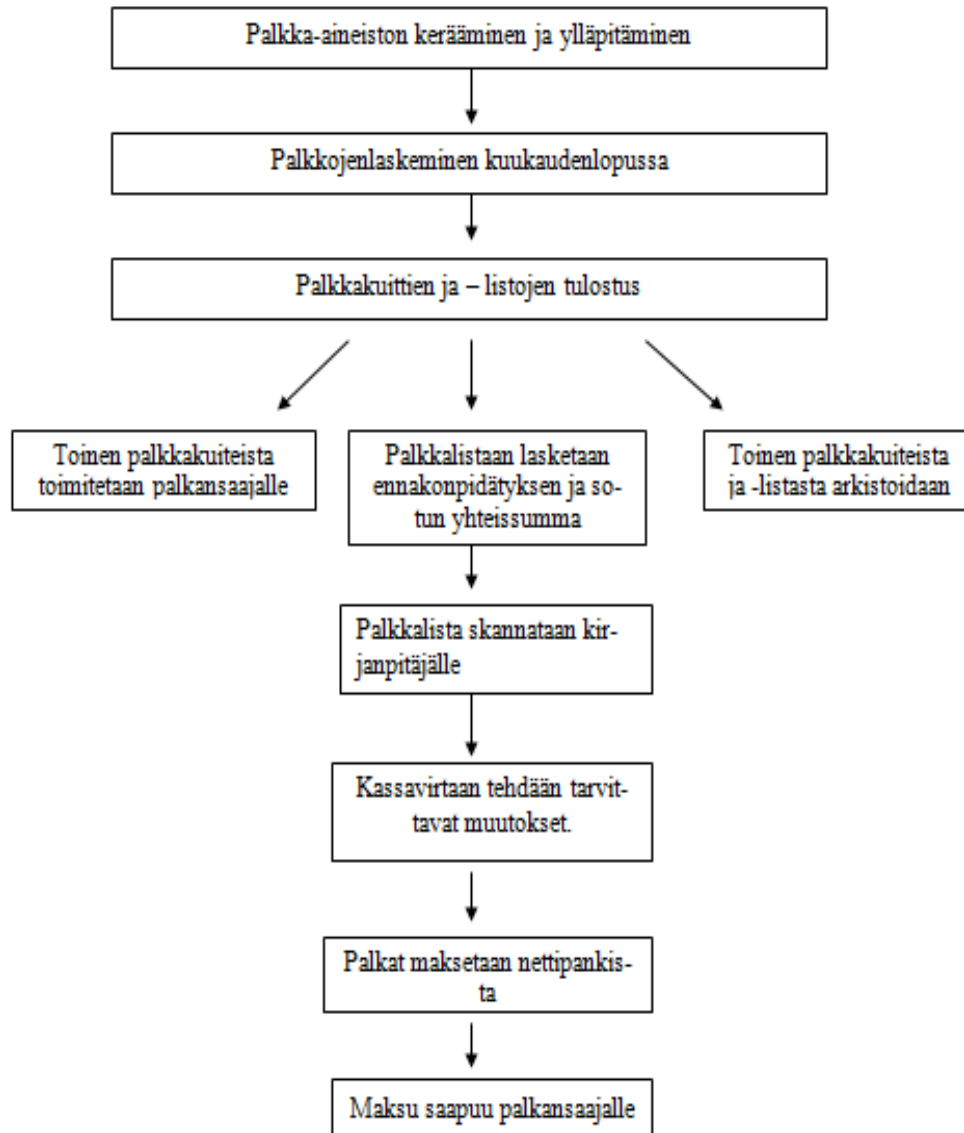 Palkka-aineiston kerääminen ja ylläpitäminen
Palkkojenlaskeminen kuukaudenlopussa
Palkkakuittien ja – listojen tulostus
Toinen palkkakuiteista
toimitetaan palkansaajalle
Palkkalistaan lasketaan
ennakonpidätyksen ja so-
tun yhteissumma
Toinen palkkakuiteista
ja -listasta arkistoidaan
Palkkalista skannataan kir-
janpitäjälle
Kassavirtaan tehdään tarvit-
tavat muutokset.
Palkat maksetaan nettipankis-
ta
Maksu saapuu palkansaajalle